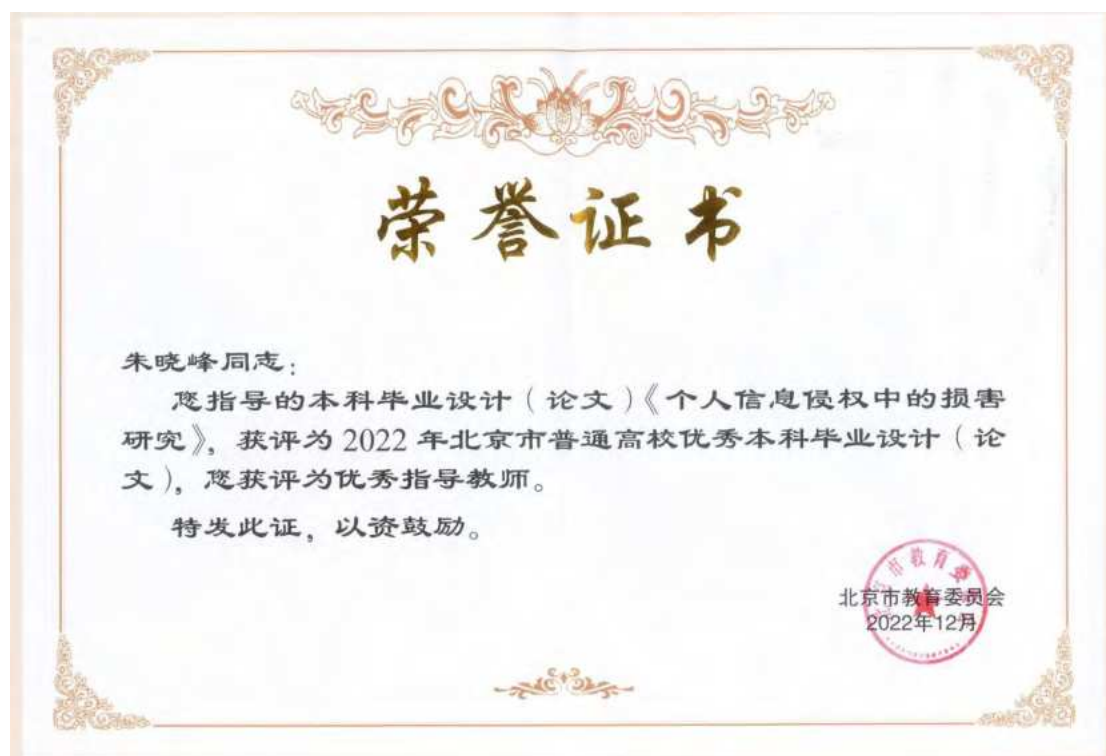 荣誉证书
朱晓峰同志：
您指导的本科毕业设计（论文）《个人信息侵权中的损害
研究》，获评为 2022 年北京市普通高校优秀本科毕业设计（论
文），您获评为优秀指导教师。
特发此证，以资鼓励。
北京市教育委员会
2022年12月